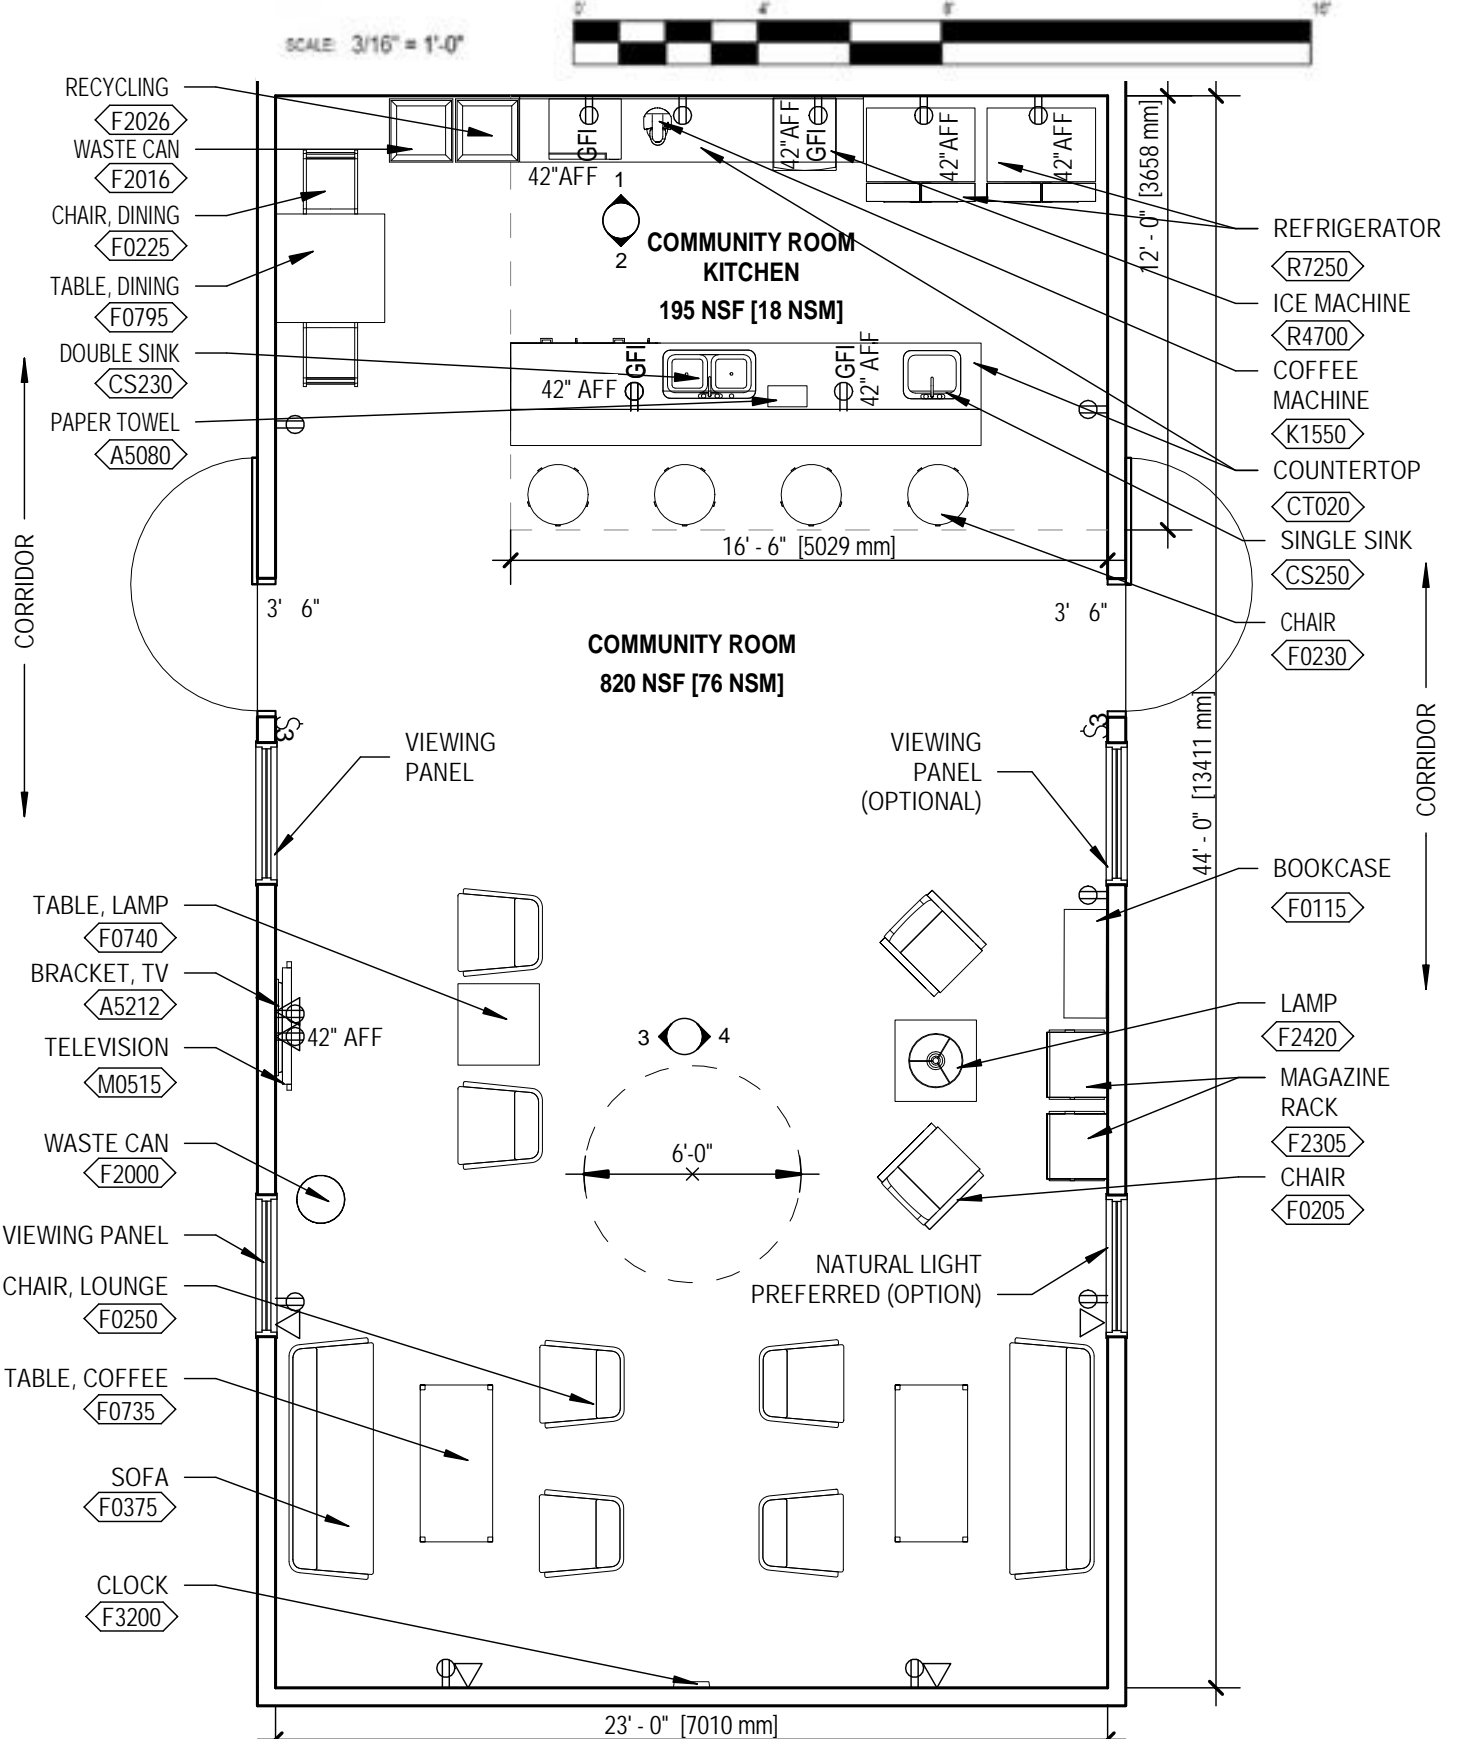 0' 4' 8' 16'
SCALE: 3/16" = 1'-0"
RECYCLING
F2026
WASTE CAN
F2016
CHAIR, DINING
F0225
TABLE, DINING
F0795
DOUBLE SINK
CS230
PAPER TOWEL
A5080
CORRIDOR
GFI
42"AFF
42"AFF
GFI
42"AFF
42"AFF
1
2
COMMUNITY ROOM
KITCHEN
195 NSF [18 NSM]
42" AFF
GFI
GFI
42" AFF
16' - 6" [5029 mm]
12' - 0" [3658 mm]
REFRIGERATOR
R7250
ICE MACHINE
R4700
COFFEE
MACHINE
K1550
COUNTERTOP
CT020
SINGLE SINK
CS250
CHAIR
F0230
3' 6"
3' 6"
COMMUNITY ROOM
820 NSF [76 NSM]
S3
S3
VIEWING
PANEL
VIEWING
PANEL
(OPTIONAL)
44' - 0" [13411 mm]
CORRIDOR
TABLE, LAMP
F0740
BRACKET, TV
A5212
42" AFF
TELEVISION
M0515
WASTE CAN
F2000
VIEWING PANEL
CHAIR, LOUNGE
F0250
TABLE, COFFEE
F0735
SOFA
F0375
CLOCK
F3200
3 4
6'-0"
BOOKCASE
F0115
LAMP
F2420
MAGAZINE
RACK
F2305
CHAIR
F0205
NATURAL LIGHT
PREFERRED (OPTION)
23' - 0" [7010 mm]